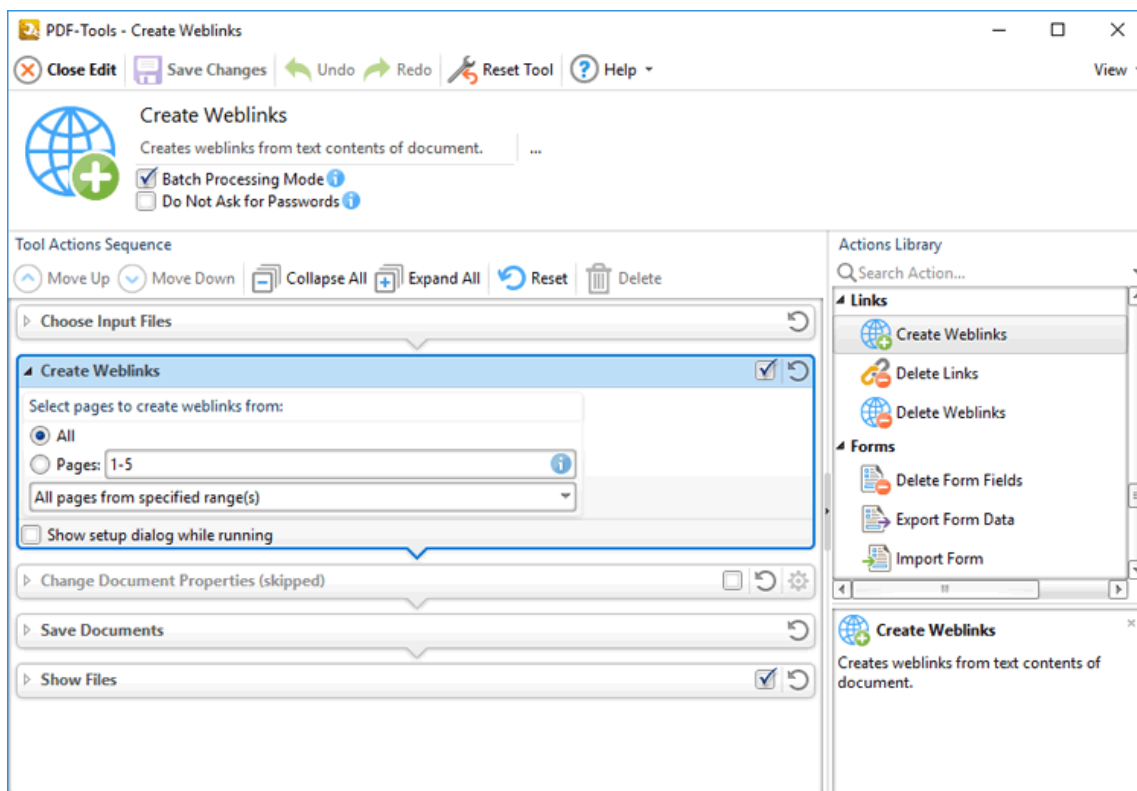 PDF-Tools - Create Weblinks
Close Edit Save Changes Undo Redo Reset Tool ? Help View
Create Weblinks
Creates weblinks from text contents of document. ...
Batch Processing Mode i
Do Not Ask for Passwords i
Tool Actions Sequence
Move Up Move Down Collapse All Expand All Reset Delete
Choose Input Files
Create Weblinks
Select pages to create weblinks from:
All
Pages: 1-5 i
All pages from specified range(s)
Show setup dialog while running
Change Document Properties (skipped)
Save Documents
Show Files
Actions Library
Search Action...
Links
Create Weblinks
Delete Links
Delete Weblinks
Forms
Delete Form Fields
Export Form Data
Import Form
Create Weblinks
Creates weblinks from text contents of
document.